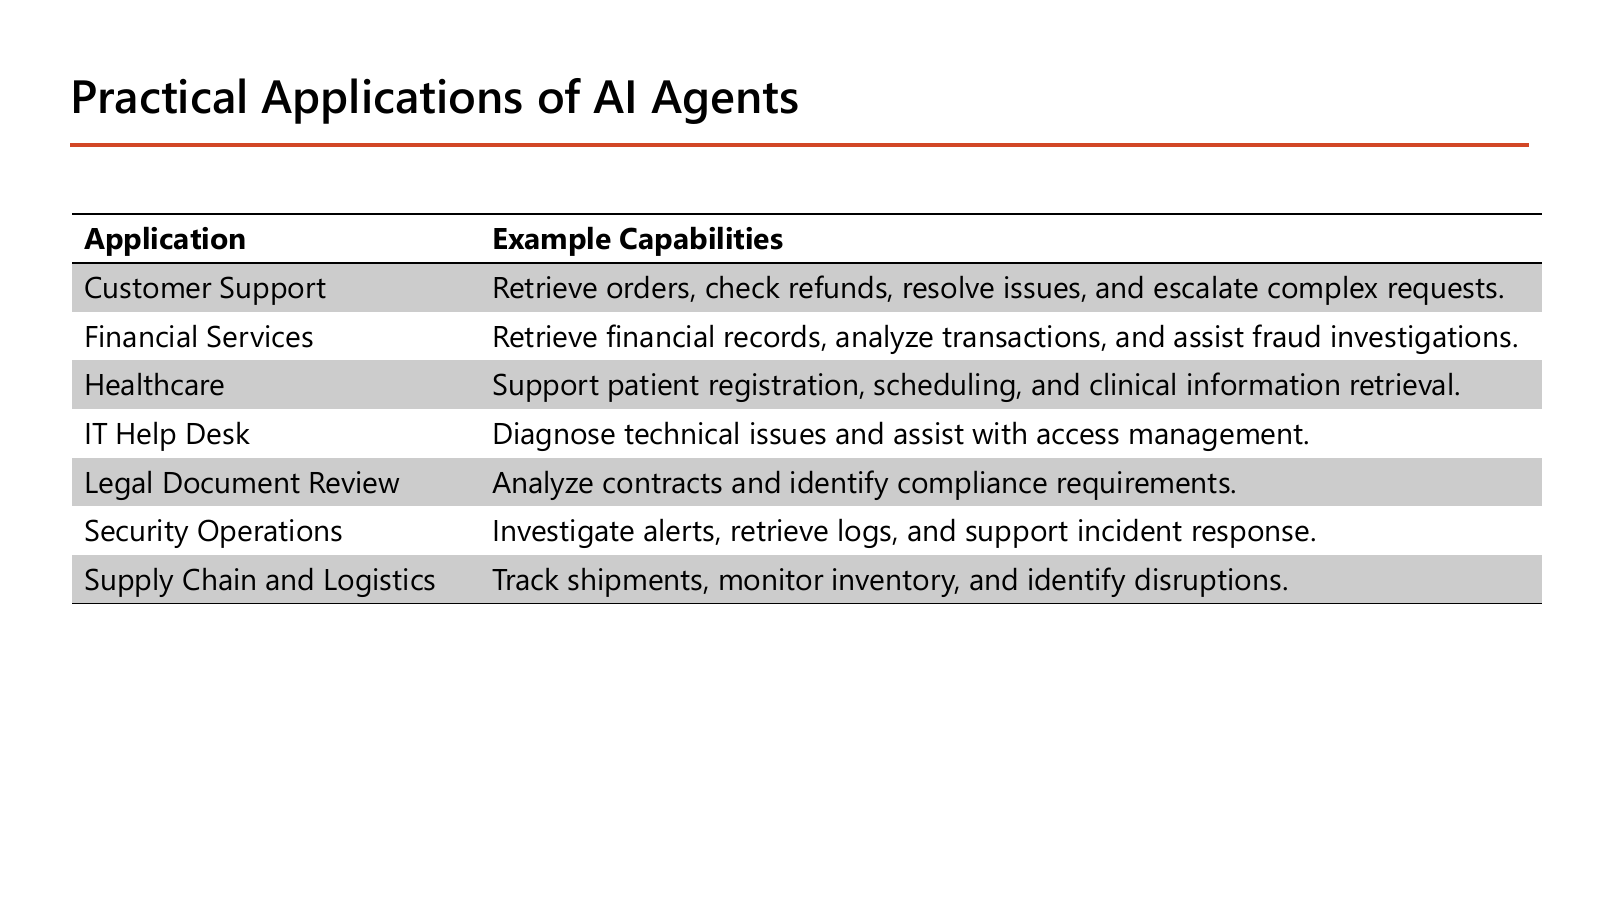 Practical Applications of AI Agents
Application Example Capabilities
Customer Support Retrieve orders, check refunds, resolve issues, and escalate complex requests.
Financial Services Retrieve financial records, analyze transactions, and assist fraud investigations.
Healthcare Support patient registration, scheduling, and clinical information retrieval.
IT Help Desk Diagnose technical issues and assist with access management.
Legal Document Review Analyze contracts and identify compliance requirements.
Security Operations Investigate alerts, retrieve logs, and support incident response.
Supply Chain and Logistics Track shipments, monitor inventory, and identify disruptions.